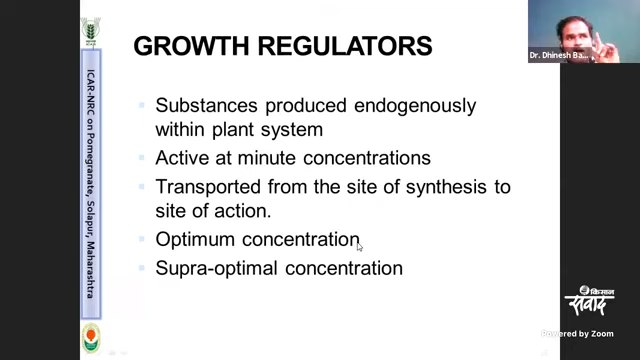 GROWTH REGULATORS
Dr. Dhinesh Ba...
Substances produced endogenously
within plant system
Active at minute concentrations
Transported from the site of synthesis to
site of action.
Optimum concentration
Supra-optimal concentration
ICAR-NRC on Pomegranate, Solapur, Maharashtra
किसान
संवाद
Powered by Zoom